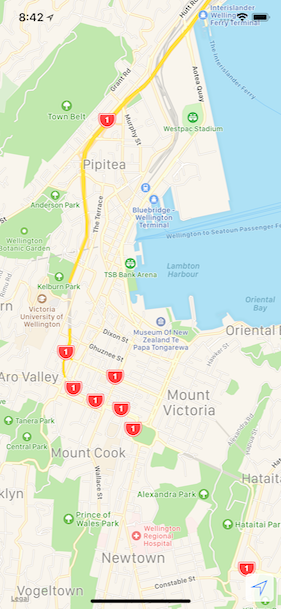 8:42
Interislander
Wellington
Ferry Terminal
Hutt Rd
The Interislander Ferry
Grant Rd
Aotea Quay
Town Belt
1
Murphy St
Westpac Stadium
Pipitea
Anderson Park
The Terrace
Bluebridge -
Wellington
Terminal
Wellington
Botanic Garden
Wellington to Seatoun Passenger F
TSB Bank Arena
Lambton
Harbour
Kelburn Park
Victoria
University of
Wellington
Oriental
Bay
Museum Of New
Zealand Te
Papa Tongarewa
Oriental
Dixon St
Ghuznee St
1
Aro Valley
1
1
1
1
1
Mount
Victoria
Tanera Park
Central Park
Mount Cook
Wallace St
Hataita
klyn
Alexandra Park
Prince of
Wales Park
Hataitai Par
Wellington
Regional
Hospital
Newtown
1
Constable St
Vogeltown
Legal